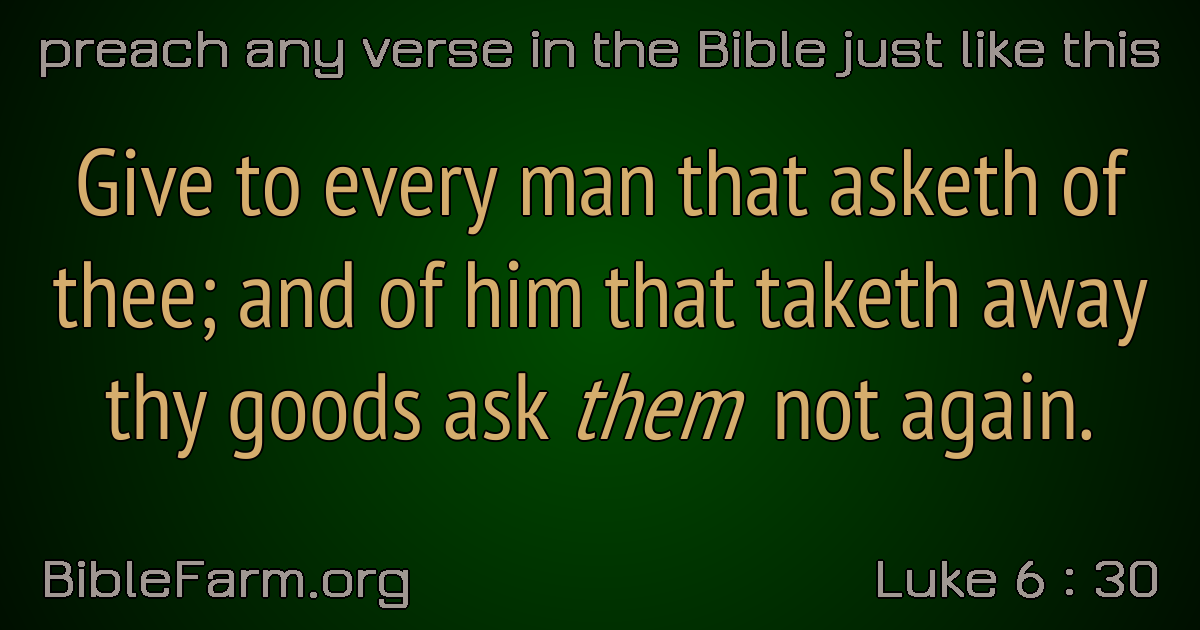 preach any verse in the Bible just like this
Give to every man that asketh of
thee; and of him that taketh away
thy goods ask them not again.
BibleFarm.org
Luke 6 : 30